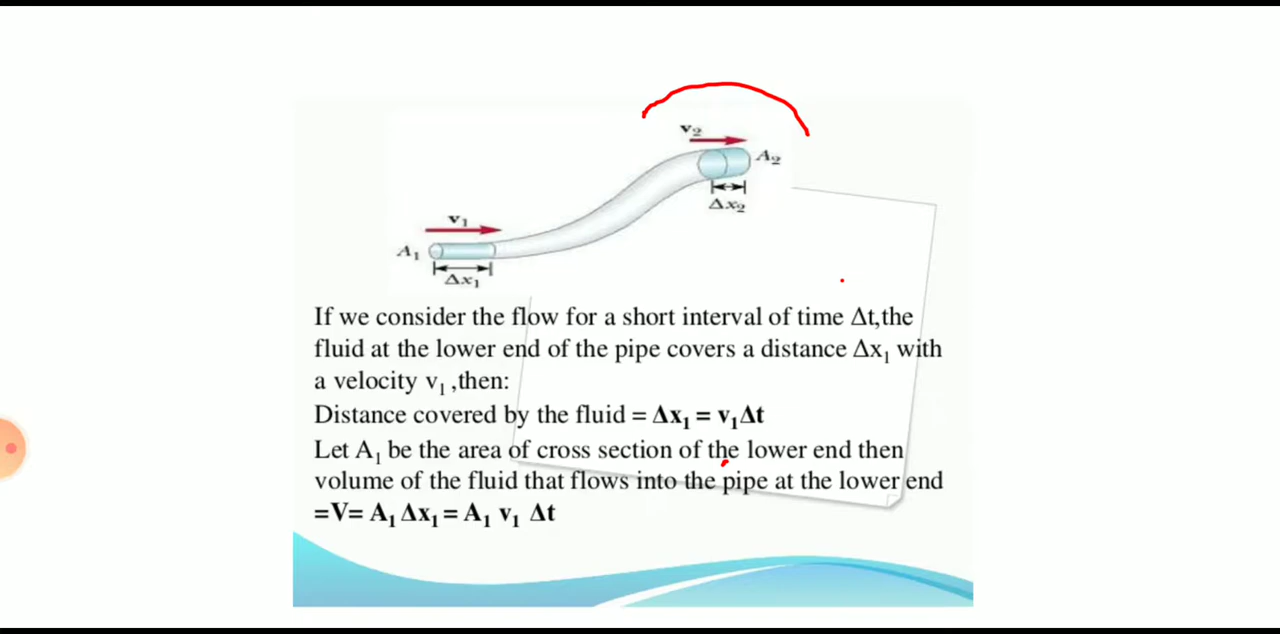 v₂
A₂
Δx₂
v₁
A₁
Δx₁
If we consider the flow for a short interval of time Δt,the
fluid at the lower end of the pipe covers a distance Δx₁ with
a velocity v₁ ,then:
Distance covered by the fluid = Δx₁ = v₁Δt
Let A₁ be the area of cross section of the lower end then
volume of the fluid that flows into the pipe at the lower end
=V= A₁ Δx₁ = A₁ v₁ Δt